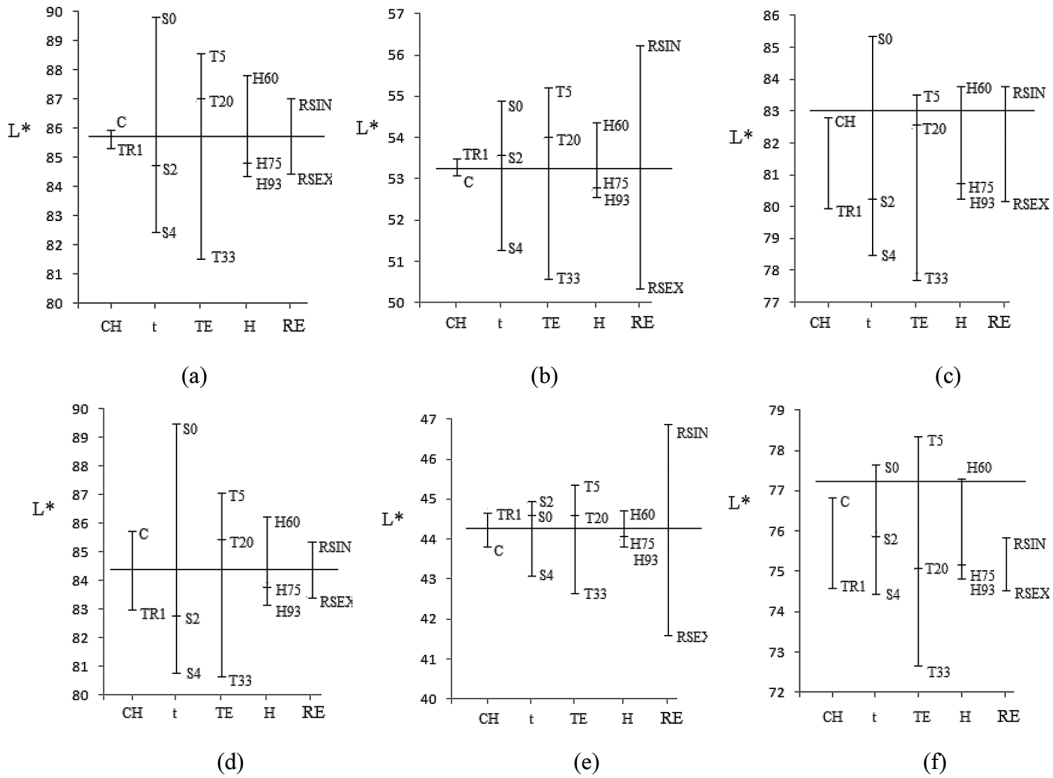 90
89
88
87
86
85
84
83
82
81
80
L*
C
TR1
S0
S2
S4
T5
T20
T33
H60
H75
H93
RSIN
RSEX
CH t TE H RE
(a)
57
56
55
54
53
52
51
50
L*
TR1
C
S0
S2
S4
T5
T20
T33
H60
H75
H93
RSIN
RSEX
CH t TE H RE
(b)
86
85
84
83
82
81
80
79
78
77
L*
CH
TR1
S0
S2
S4
T5
T20
T33
H60
H75
H93
RSIN
RSEX
CH t TE H RE
(c)
90
89
88
87
86
85
84
83
82
81
80
L*
C
TR1
S0
S2
S4
T5
T20
T33
H60
H75
H93
RSIN
RSEX
CH t TE H RE
(d)
47
46
45
44
43
42
41
40
L*
TR1
C
S2
S0
S4
T5
T20
T33
H60
H75
H93
RSIN
RSEX
CH t TE H RE
(e)
79
78
77
76
75
74
73
72
L*
C
TR1
S0
S2
S4
T5
T20
T33
H60
H75
H93
RSIN
RSEX
CH t TE H RE
(f)